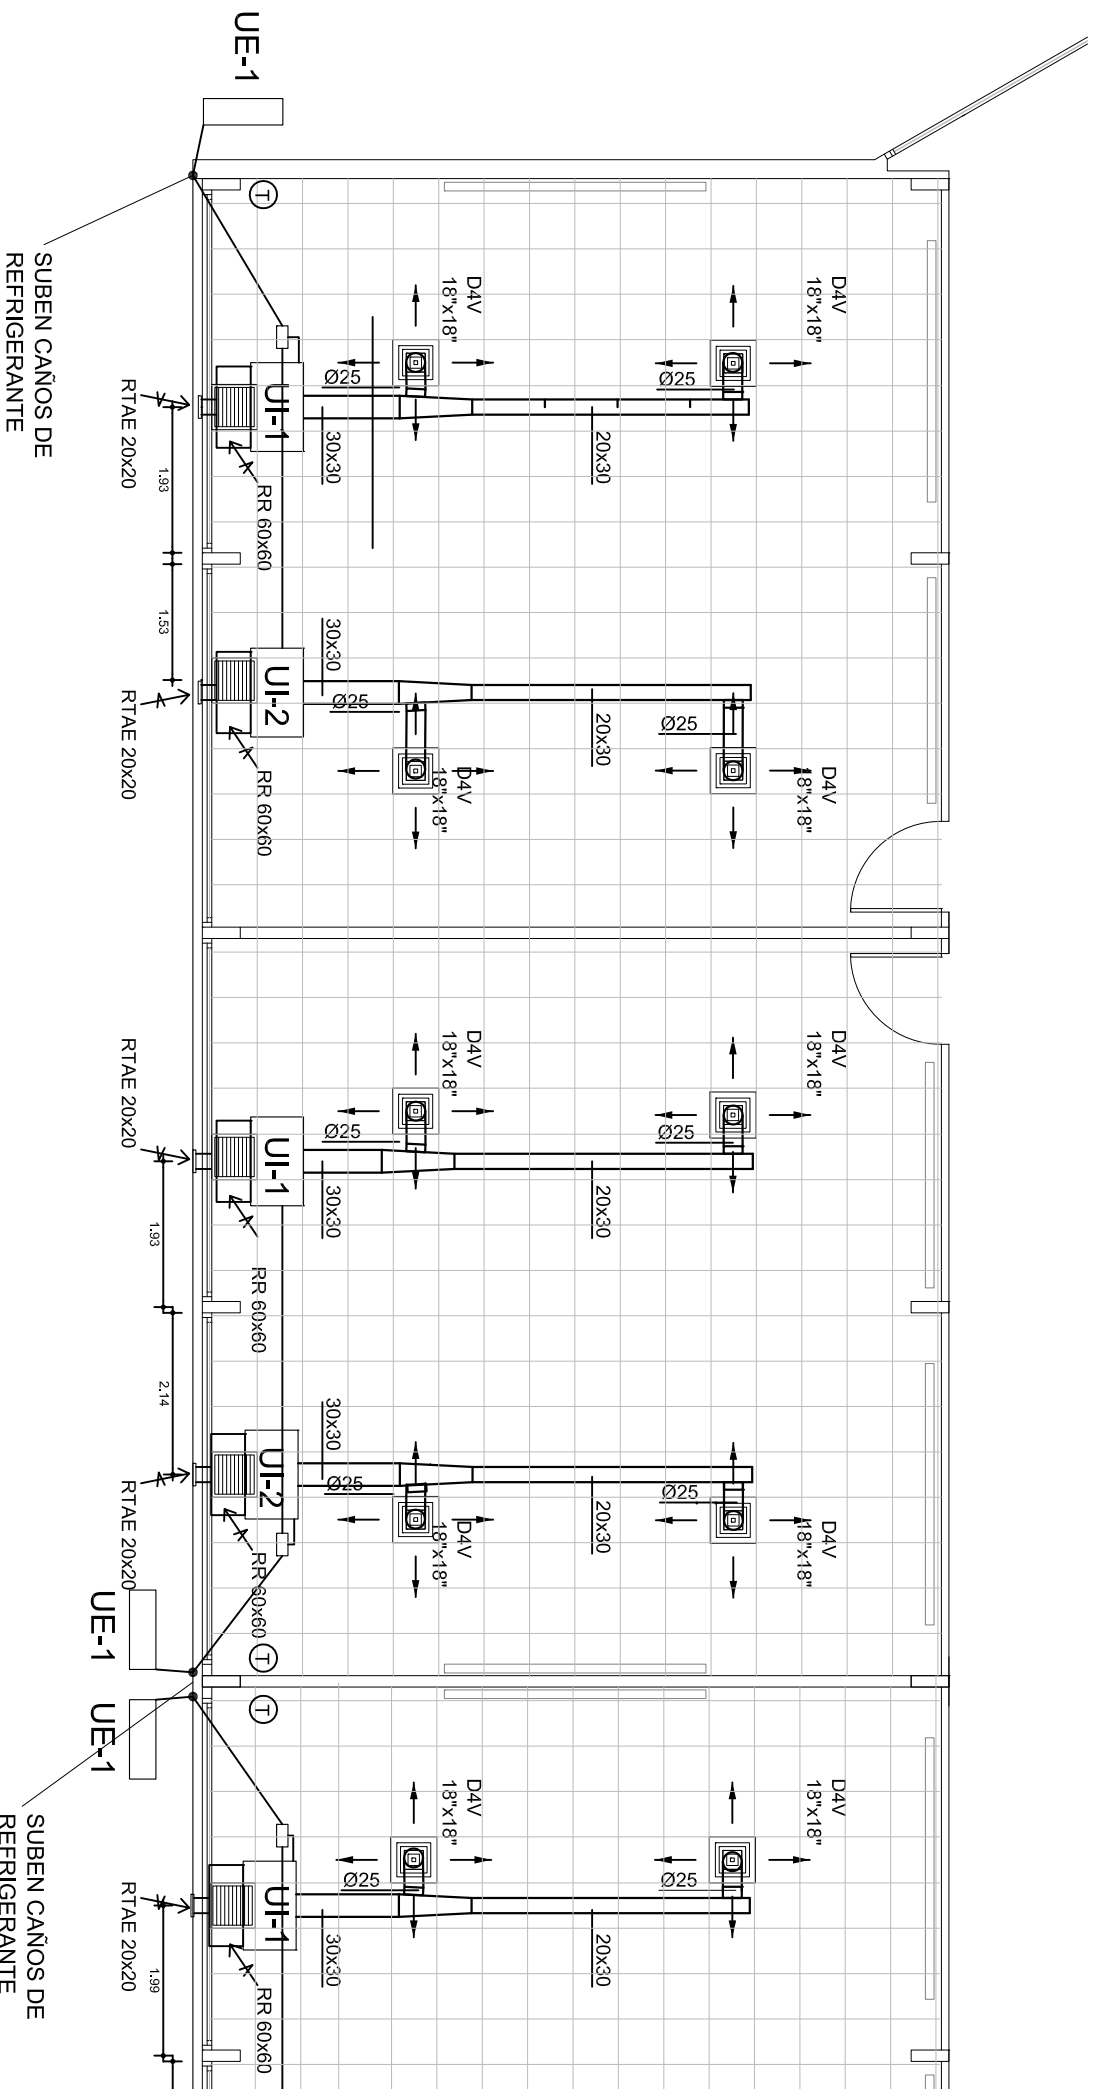 UE-1
SUBEN CAÑOS DE
REFRIGERANTE
T
D4V
18"x18"
D4V
18"x18"
Ø25
Ø25
UI-1
30x30
20x30
RTAE 20x20
RR 60x60
1.93
1.53
30x30
UI-2
Ø25
Ø25
20x30
RTAE 20x20
RR 60x60
D4V
18"x18"
D4V
18"x18"
D4V
18"x18"
D4V
18"x18"
RTAE 20x20
Ø25
Ø25
UI-1
30x30
20x30
1.93
RR 60x60
2.14
30x30
UI-2
Ø25
Ø25
20x30
RTAE 20x20
RR 60x60
D4V
18"x18"
D4V
18"x18"
T
UE-1
T
UE-1
SUBEN CAÑOS DE
REFRIGERANTE
D4V
18"x18"
D4V
18"x18"
Ø25
Ø25
UI-1
30x30
20x30
RTAE 20x20
1.99
RR 60x60